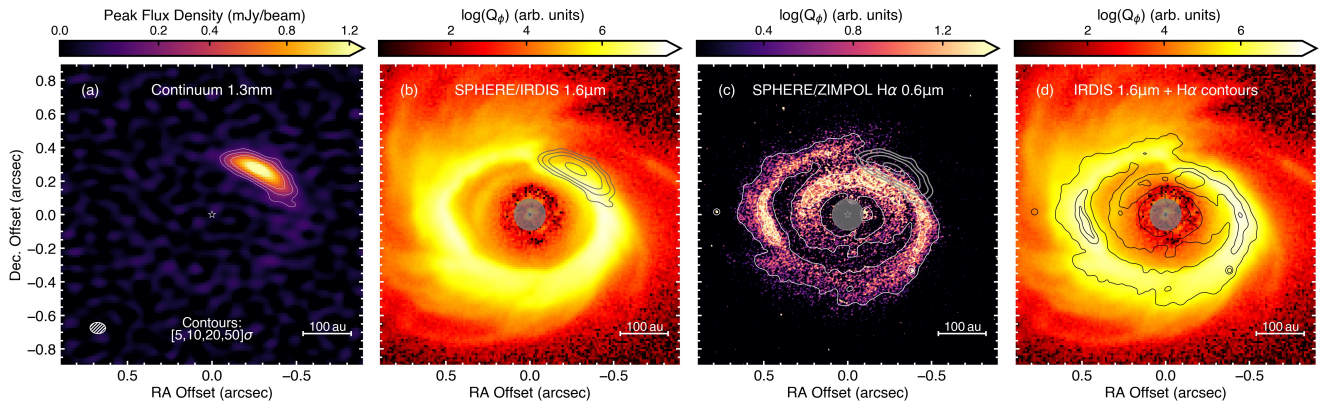 Peak Flux Density (mJy/beam)
0.0 0.2 0.4 0.8 1.2
log(Qϕ) (arb. units)
2 4 6
log(Qϕ) (arb. units)
0.4 0.8 1.2
log(Qϕ) (arb. units)
2 4 6
(a) Continuum 1.3mm
(b) SPHERE/IRDIS 1.6μm
(c) SPHERE/ZIMPOL Hα 0.6μm
(d) IRDIS 1.6μm + Hα contours
Dec. Offset (arcsec)
0.8
0.6
0.4
0.2
0.0
−0.2
−0.4
−0.6
−0.8
Contours:
[5,10,20,50]σ
100 au
100 au
100 au
100 au
0.5 0.0 −0.5
0.5 0.0 −0.5
0.5 0.0 −0.5
0.5 0.0 −0.5
RA Offset (arcsec)
RA Offset (arcsec)
RA Offset (arcsec)
RA Offset (arcsec)